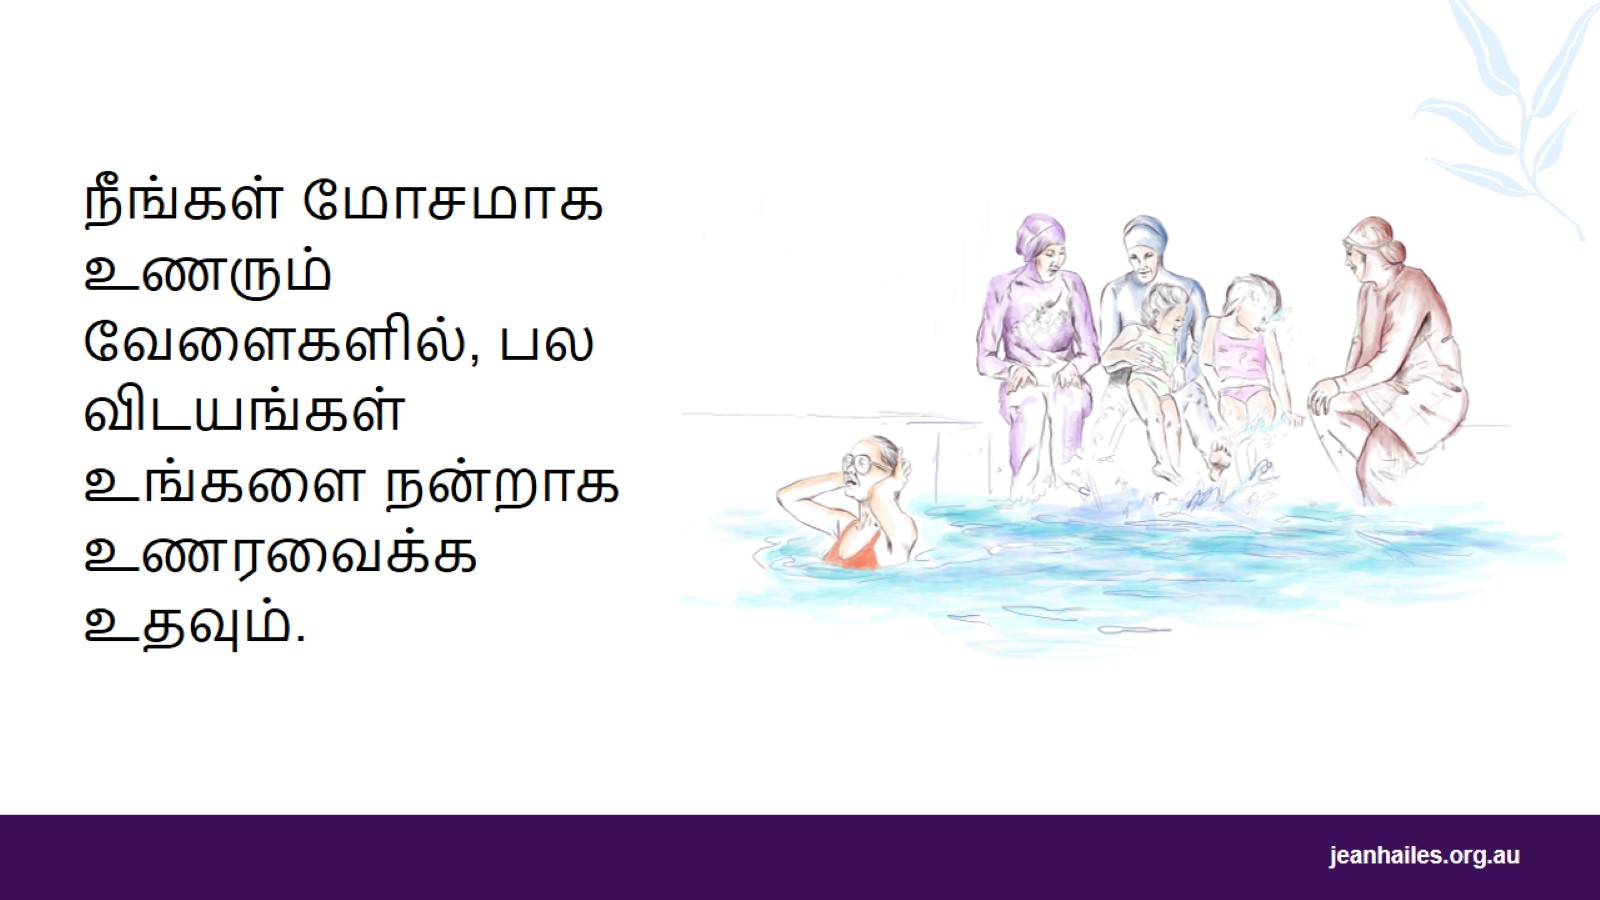 நீங்கள் மோசமாக
உணரும்
வேளைகளில், பல
விடயங்கள்
உங்களை நன்றாக
உணரவைக்க
உதவும்.
jeanhailes.org.au